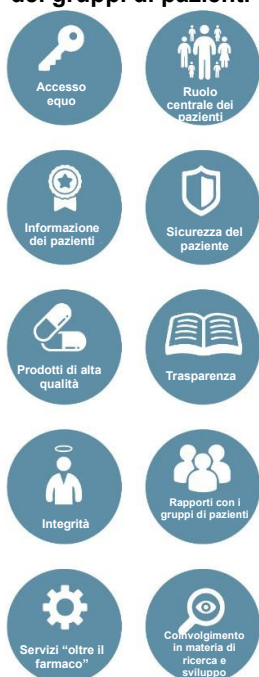 dei gruppi di pazienti
Accesso
equo
Ruolo
centrale dei
pazienti
Informazione
dei pazienti
Sicurezza del
paziente
Prodotti di alta
qualità
Trasparenza
Integrità
Rapporti con i
gruppi di pazienti
Servizi “oltre il
farmaco”
Coinvolgimento
in materia di
ricerca e
sviluppo